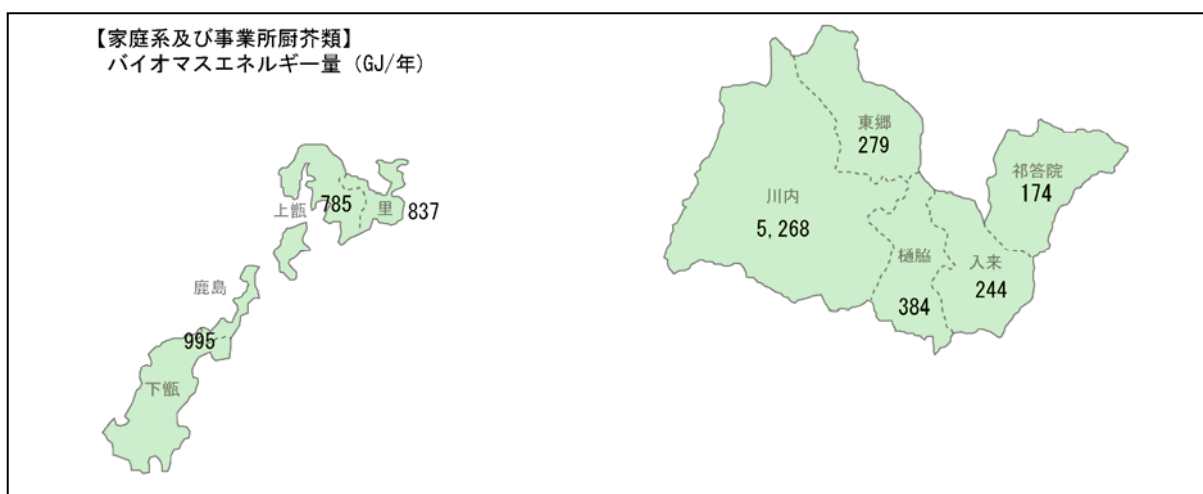 【家庭系及び事業所厨芥類】
バイオマスエネルギー量（GJ/年）
東郷
279
祁答院
174
川内
5,268
上甑
785
里
837
樋脇
384
入来
244
鹿島
995
下甑